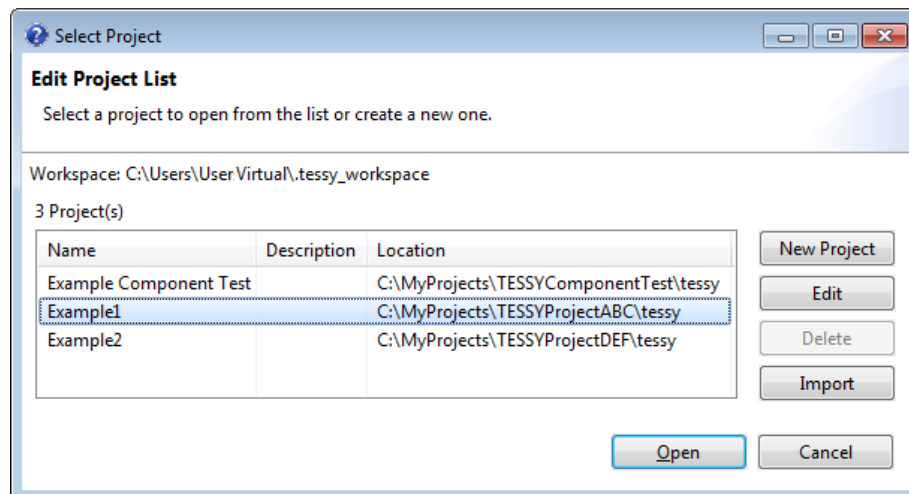 Select Project
Edit Project List
Select a project to open from the list or create a new one.
Workspace: C:\Users\User.Virtual\.tessy_workspace
3 Project(s)
Name Description Location
New Project
Example Component Test C:\MyProjects\TESSYComponentTest\tessy
Edit
Example1 C:\MyProjects\TESSYProjectABC\tessy
Example2 C:\MyProjects\TESSYProjectDEF\tessy
Delete
Import
Open Cancel